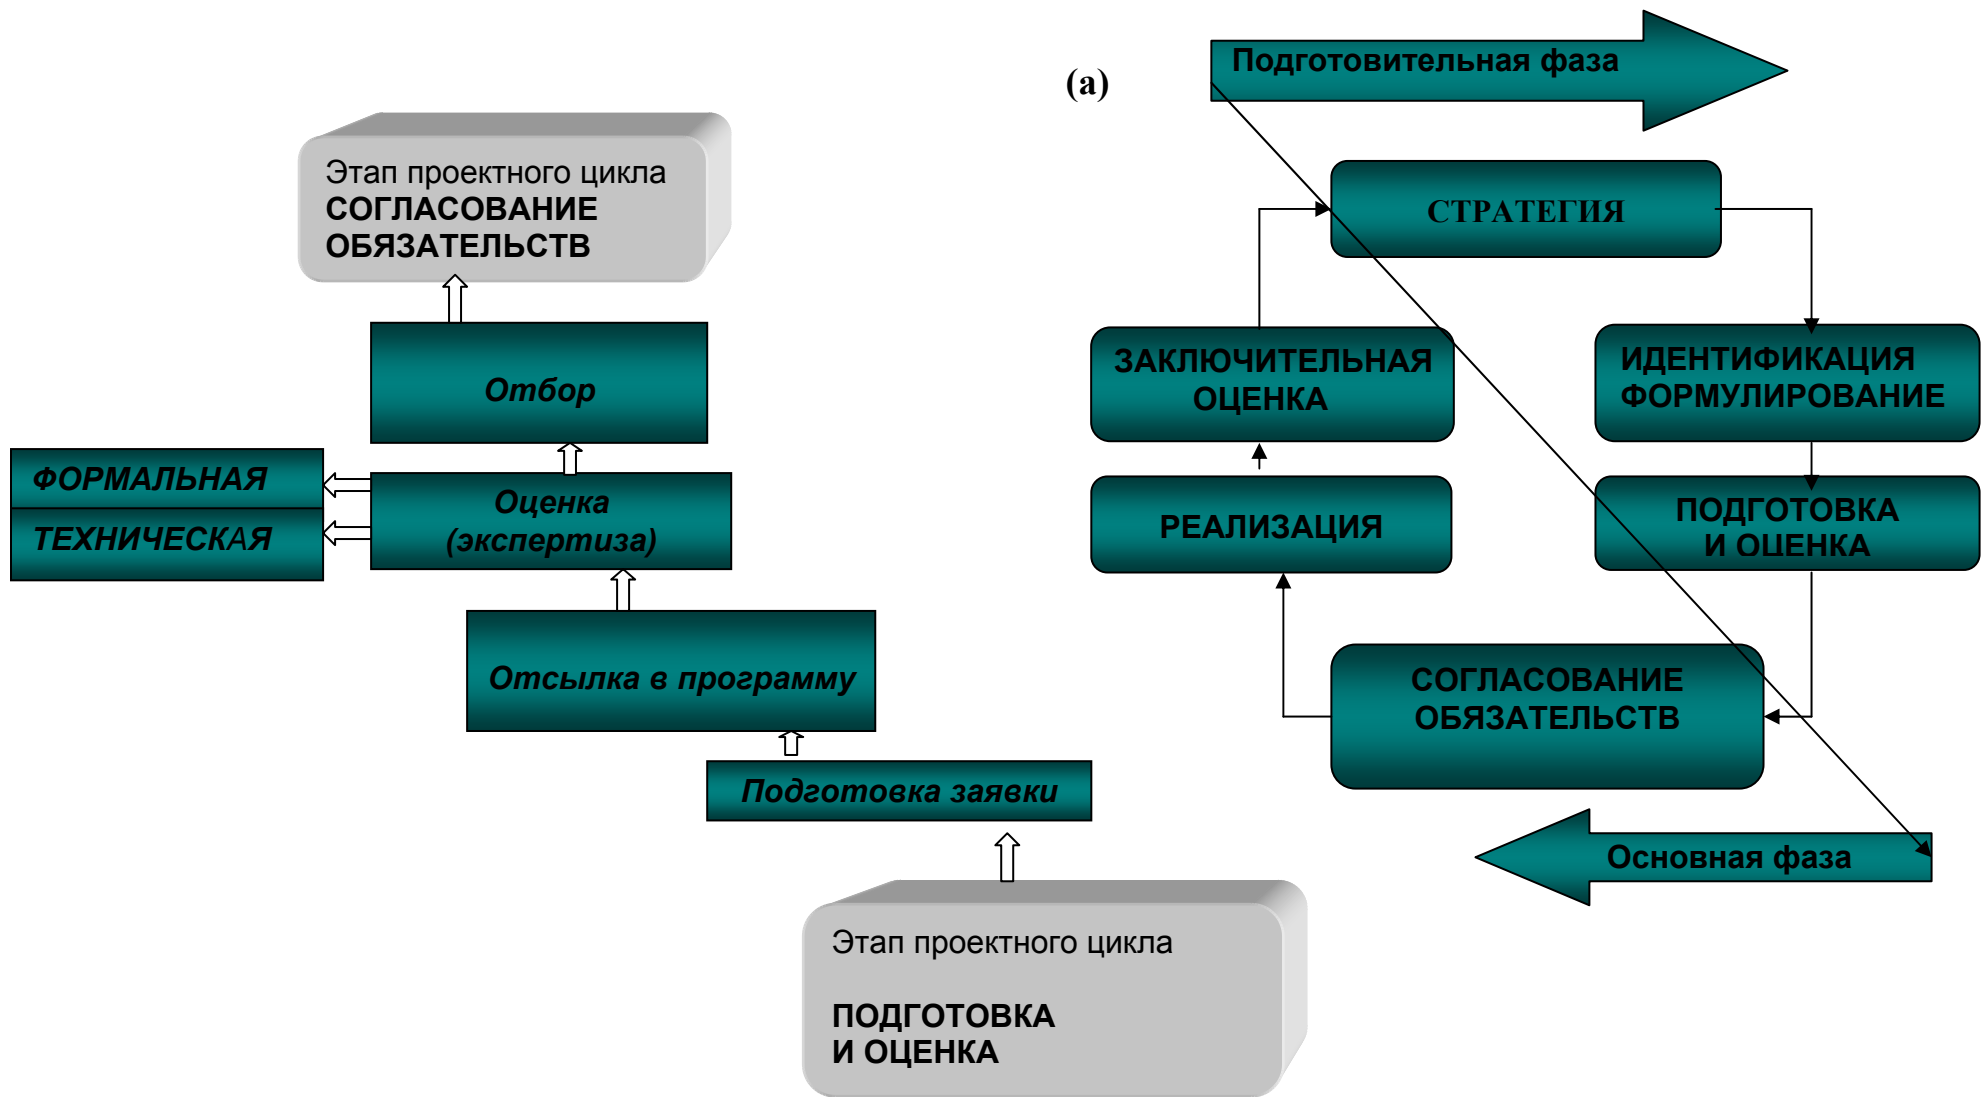 Этап проектного цикла
СОГЛАСОВАНИЕ
ОБЯЗАТЕЛЬСТВ
Отбор
ФОРМАЛЬНАЯ
ТЕХНИЧЕСКАЯ
Оценка
(экспертиза)
Отсылка в программу
Подготовка заявки
Этап проектного цикла
ПОДГОТОВКА
И ОЦЕНКА
(а)
Подготовительная фаза
СТРАТЕГИЯ
ЗАКЛЮЧИТЕЛЬНАЯ
ОЦЕНКА
ИДЕНТИФИКАЦИЯ
ФОРМУЛИРОВАНИЕ
РЕАЛИЗАЦИЯ
ПОДГОТОВКА
И ОЦЕНКА
СОГЛАСОВАНИЕ
ОБЯЗАТЕЛЬСТВ
Основная фаза